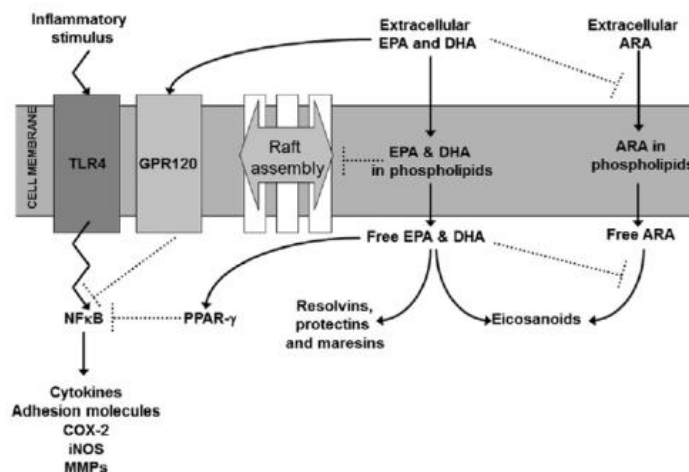 Inflammatory
stimulus
Extracellular
EPA and DHA
Extracellular
ARA
CELL MEMBRANE
TLR4
GPR120
Raft
assembly
EPA & DHA
in phospholipids
ARA in
phospholipids
Free EPA & DHA
Free ARA
NFκB
PPAR-γ
Resolvins,
protectins
and maresins
Eicosanoids
Cytokines
Adhesion molecules
COX-2
iNOS
MMPs